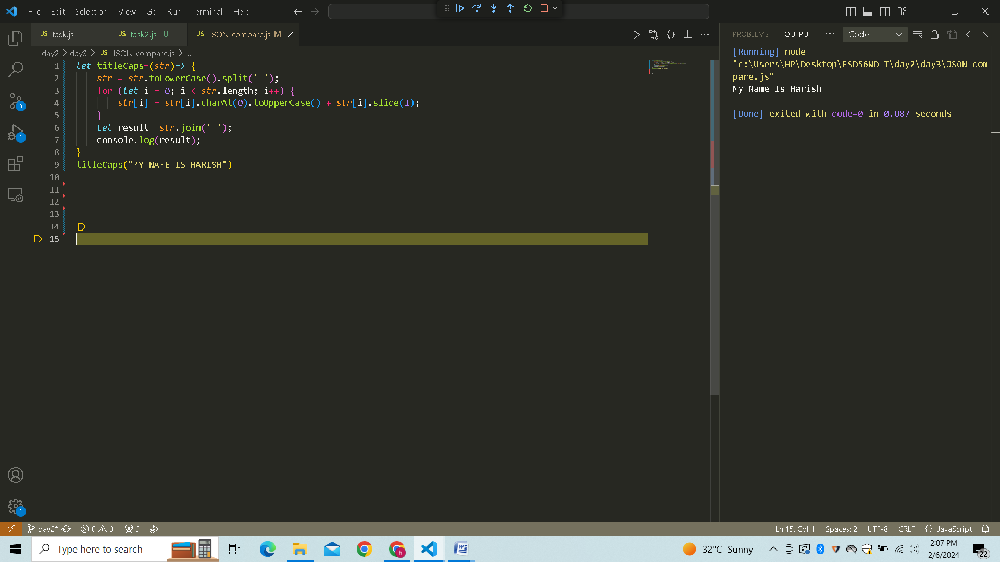 File Edit Selection View Go Run Terminal Help
JS task.js JS task2.js U JS JSON-compare.js M
day2 > day3 > JS JSON-compare.js > ...
1 let titleCaps=(str)=> {
2 str = str.toLowerCase().split(' ');
3 for (let i = 0; i < str.length; i++) {
4 str[i] = str[i].charAt(0).toUpperCase() + str[i].slice(1);
5 }
6 let result= str.join(' ');
7 console.log(result);
8 }
9 titleCaps("MY NAME IS HARISH")
10
11
12
13
14
15
PROBLEMS OUTPUT ... Code
[Running] node
"c:\Users\HP\Desktop\FSD56WD-T\day2\day3\JSON-com
pare.js"
My Name Is Harish
[Done] exited with code=0 in 0.087 seconds
3
1
1
day2* 0 0 0 Ln 15, Col 1 Spaces: 2 UTF-8 CRLF {} JavaScript
Type here to search h 32°C Sunny 2:07 PM
2/6/2024 22